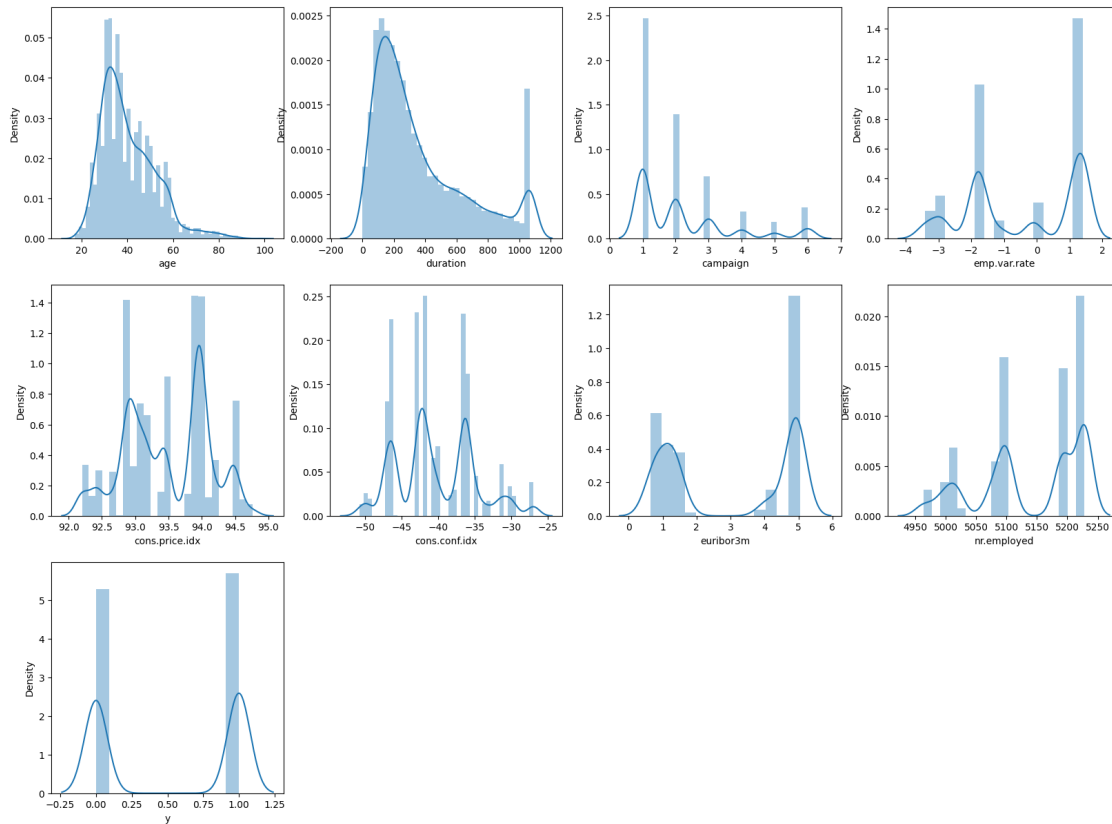 Density
0.05
0.04
0.03
0.02
0.01
0.00
20 40 60 80 100
age
Density
0.0025
0.0020
0.0015
0.0010
0.0005
0.0000
−200 0 200 400 600 800 1000 1200
duration
Density
2.5
2.0
1.5
1.0
0.5
0.0
0 1 2 3 4 5 6 7
campaign
Density
1.4
1.2
1.0
0.8
0.6
0.4
0.2
0.0
−4 −3 −2 −1 0 1 2
emp.var.rate
Density
1.4
1.2
1.0
0.8
0.6
0.4
0.2
0.0
92.0 92.5 93.0 93.5 94.0 94.5 95.0
cons.price.idx
Density
0.25
0.20
0.15
0.10
0.05
0.00
−50 −45 −40 −35 −30 −25
cons.conf.idx
Density
1.2
1.0
0.8
0.6
0.4
0.2
0.0
0 1 2 3 4 5 6
euribor3m
Density
0.020
0.015
0.010
0.005
0.000
4950 5000 5050 5100 5150 5200 5250
nr.employed
Density
5
4
3
2
1
0
−0.25 0.00 0.25 0.50 0.75 1.00 1.25
y